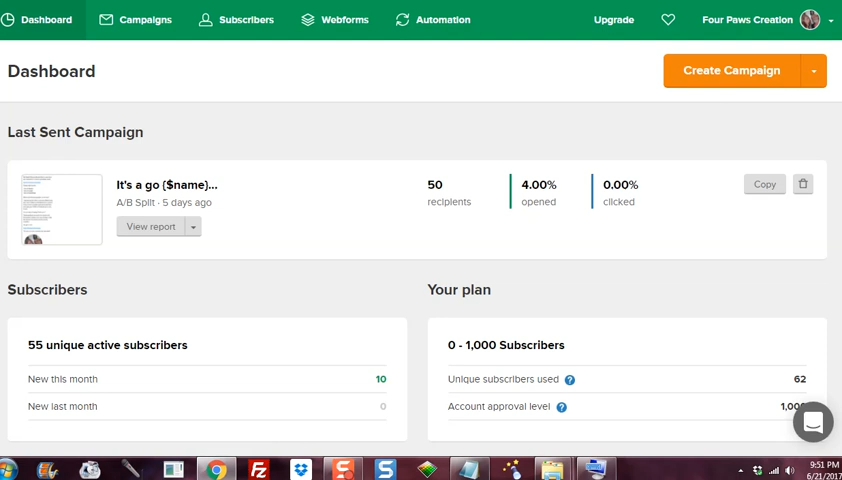 Dashboard
Campaigns
Subscribers
Webforms
Automation
Upgrade
Four Paws Creation
Dashboard
Create Campaign
Last Sent Campaign
It's a go {$name}...
A/B Split · 5 days ago
View report
50
recipients
4.00%
opened
0.00%
clicked
Copy
Subscribers
Your plan
55 unique active subscribers
New this month 10
New last month 0
0 - 1,000 Subscribers
Unique subscribers used ? 62
Account approval level ?
9:51 PM
6/21/2017